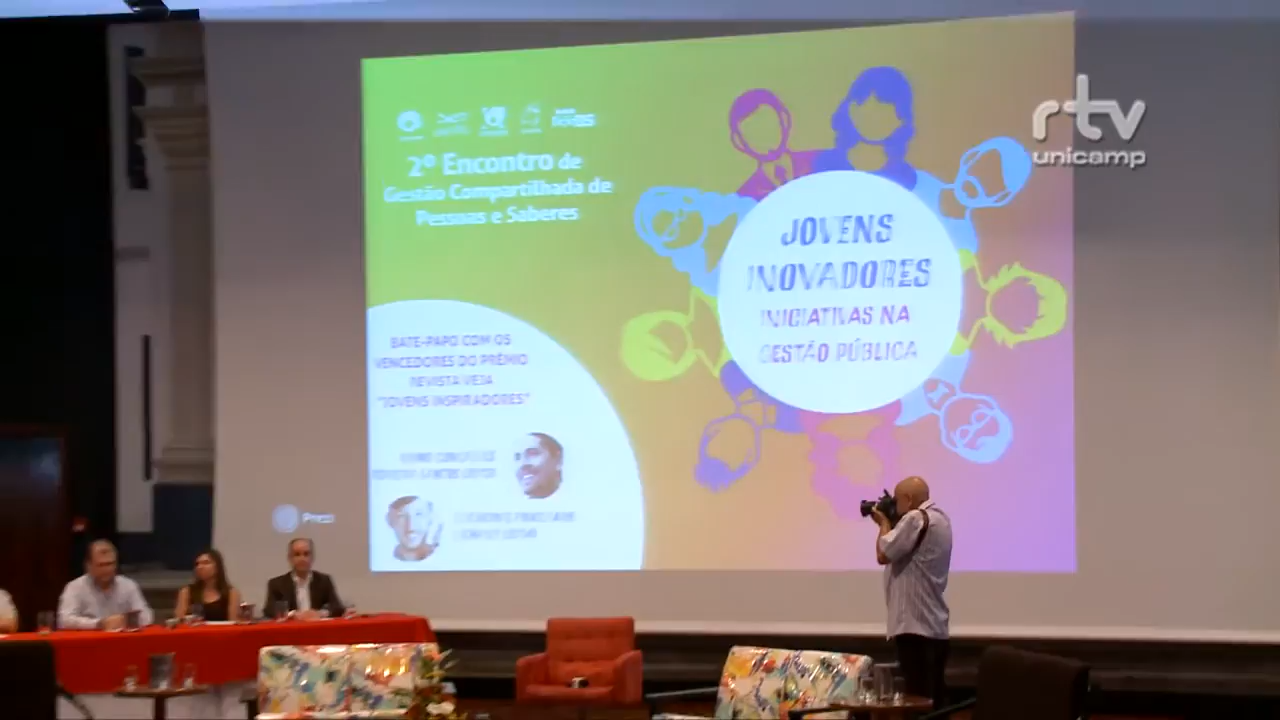 rtv
unicamp
2º Encontro de
Gestão Compartilhada de
Pessoas e Saberes
JOVENS
INOVADORES
INICIATIVAS NA
GESTÃO PÚBLICA
BATE-PAPO COM OS
VENCEDORES DO PRÊMIO
REVISTA VEJA
"JOVENS INSPIRADORES"